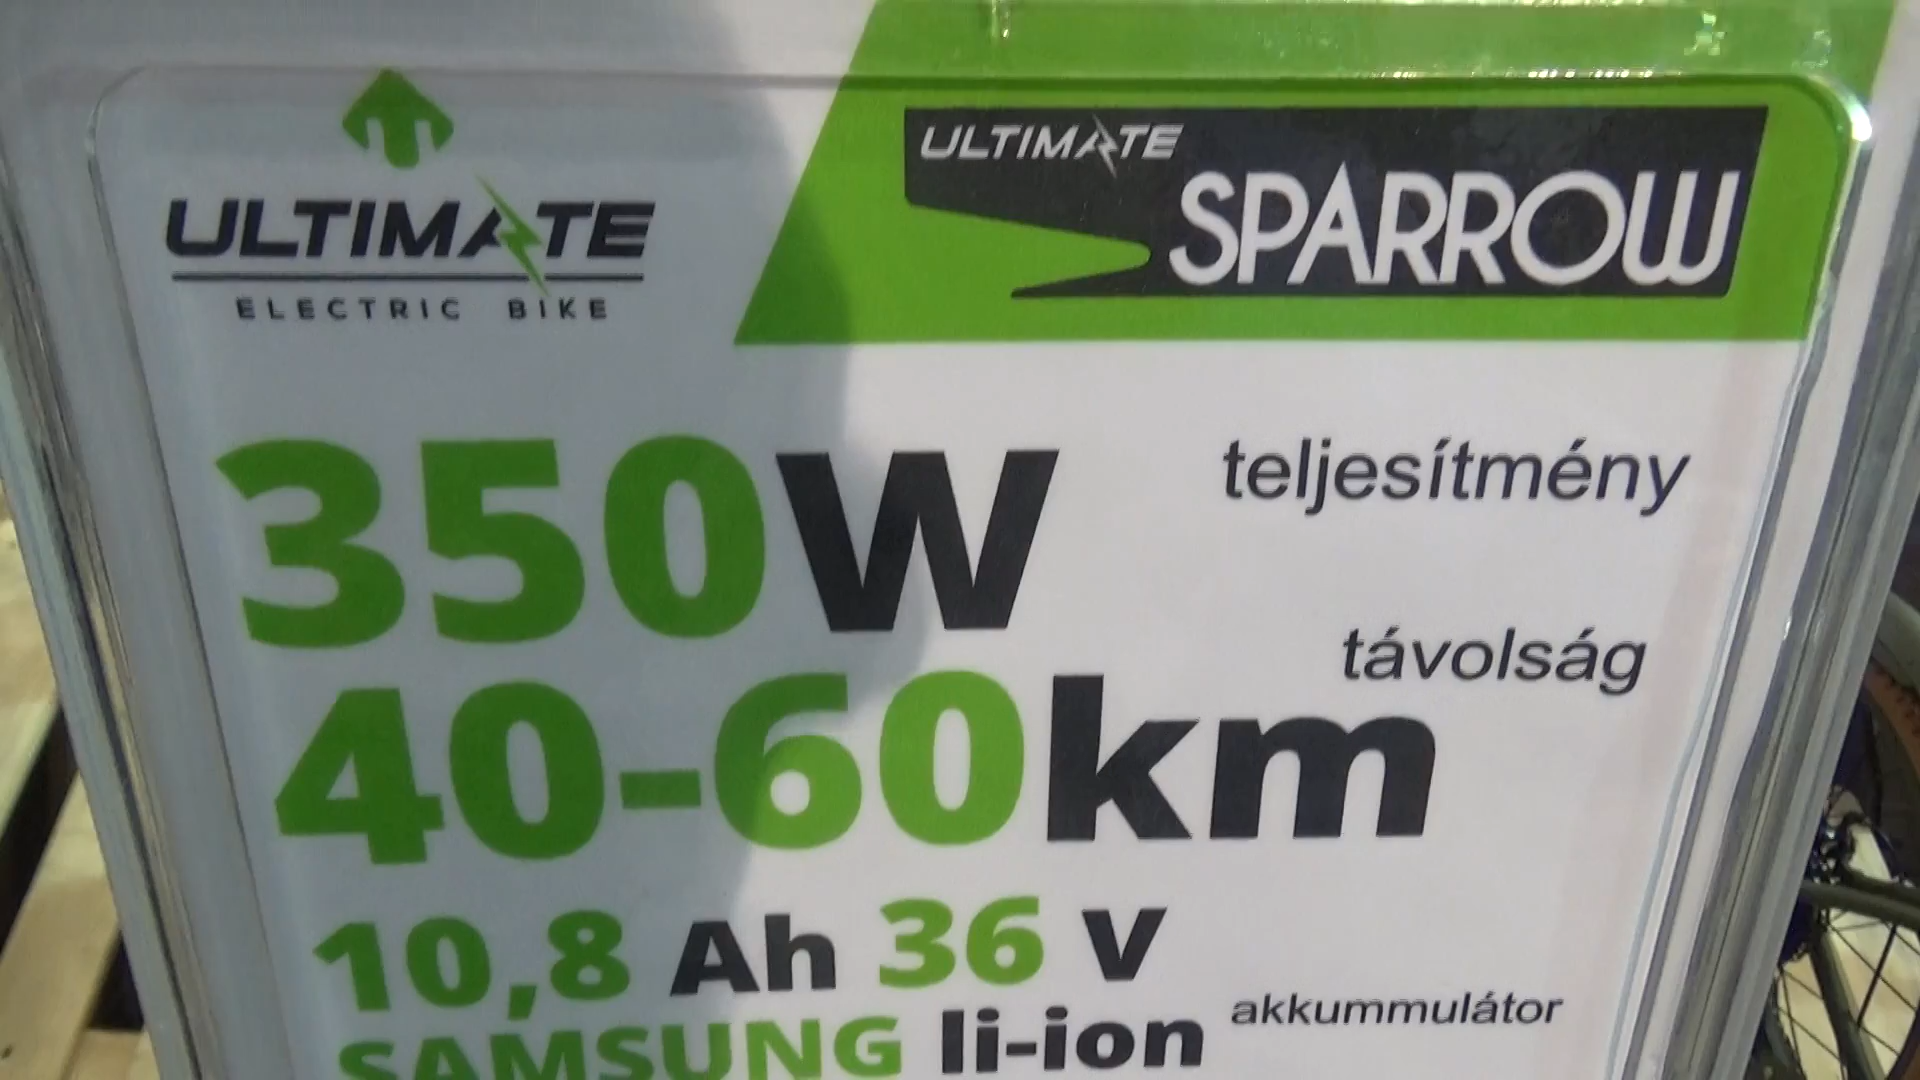 ULTIMATE
ELECTRIC BIKE
ULTIMATE
SPARROW
350W teljesítmény
távolság
40-60km
10,8 Ah 36 V
SAMSUNG li-ion akkummulátor